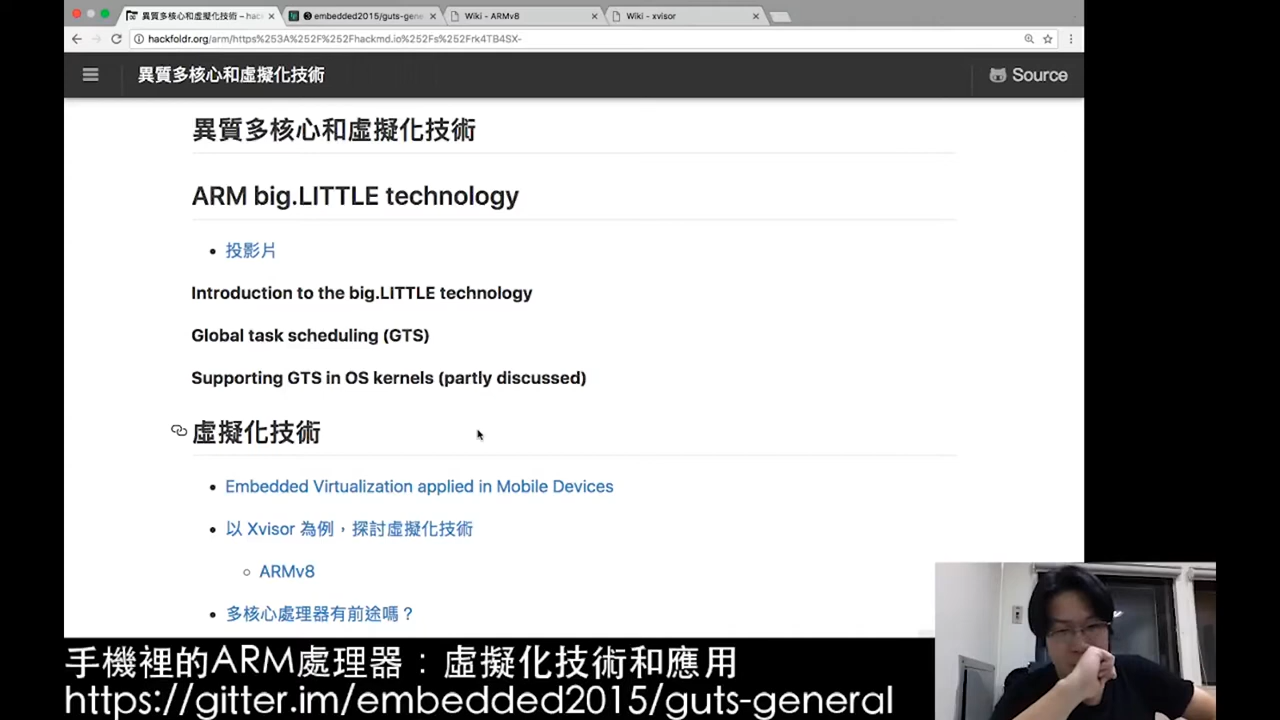 異質多核心和虛擬化技術 – hac
embedded2015/guts-gene
Wiki - ARMv8
Wiki - xvisor
hackfoldr.org/arm/https%253A%252F%252Fhackmd.io%252Fs%252Frk4TB4SX-
異質多核心和虛擬化技術
Source
異質多核心和虛擬化技術
ARM big.LITTLE technology
投影片
Introduction to the big.LITTLE technology
Global task scheduling (GTS)
Supporting GTS in OS kernels (partly discussed)
虛擬化技術
Embedded Virtualization applied in Mobile Devices
以 Xvisor 為例，探討虛擬化技術
ARMv8
多核心處理器有前途嗎？
手機裡的ARM處理器：虛擬化技術和應用
https://gitter.im/embedded2015/guts-general